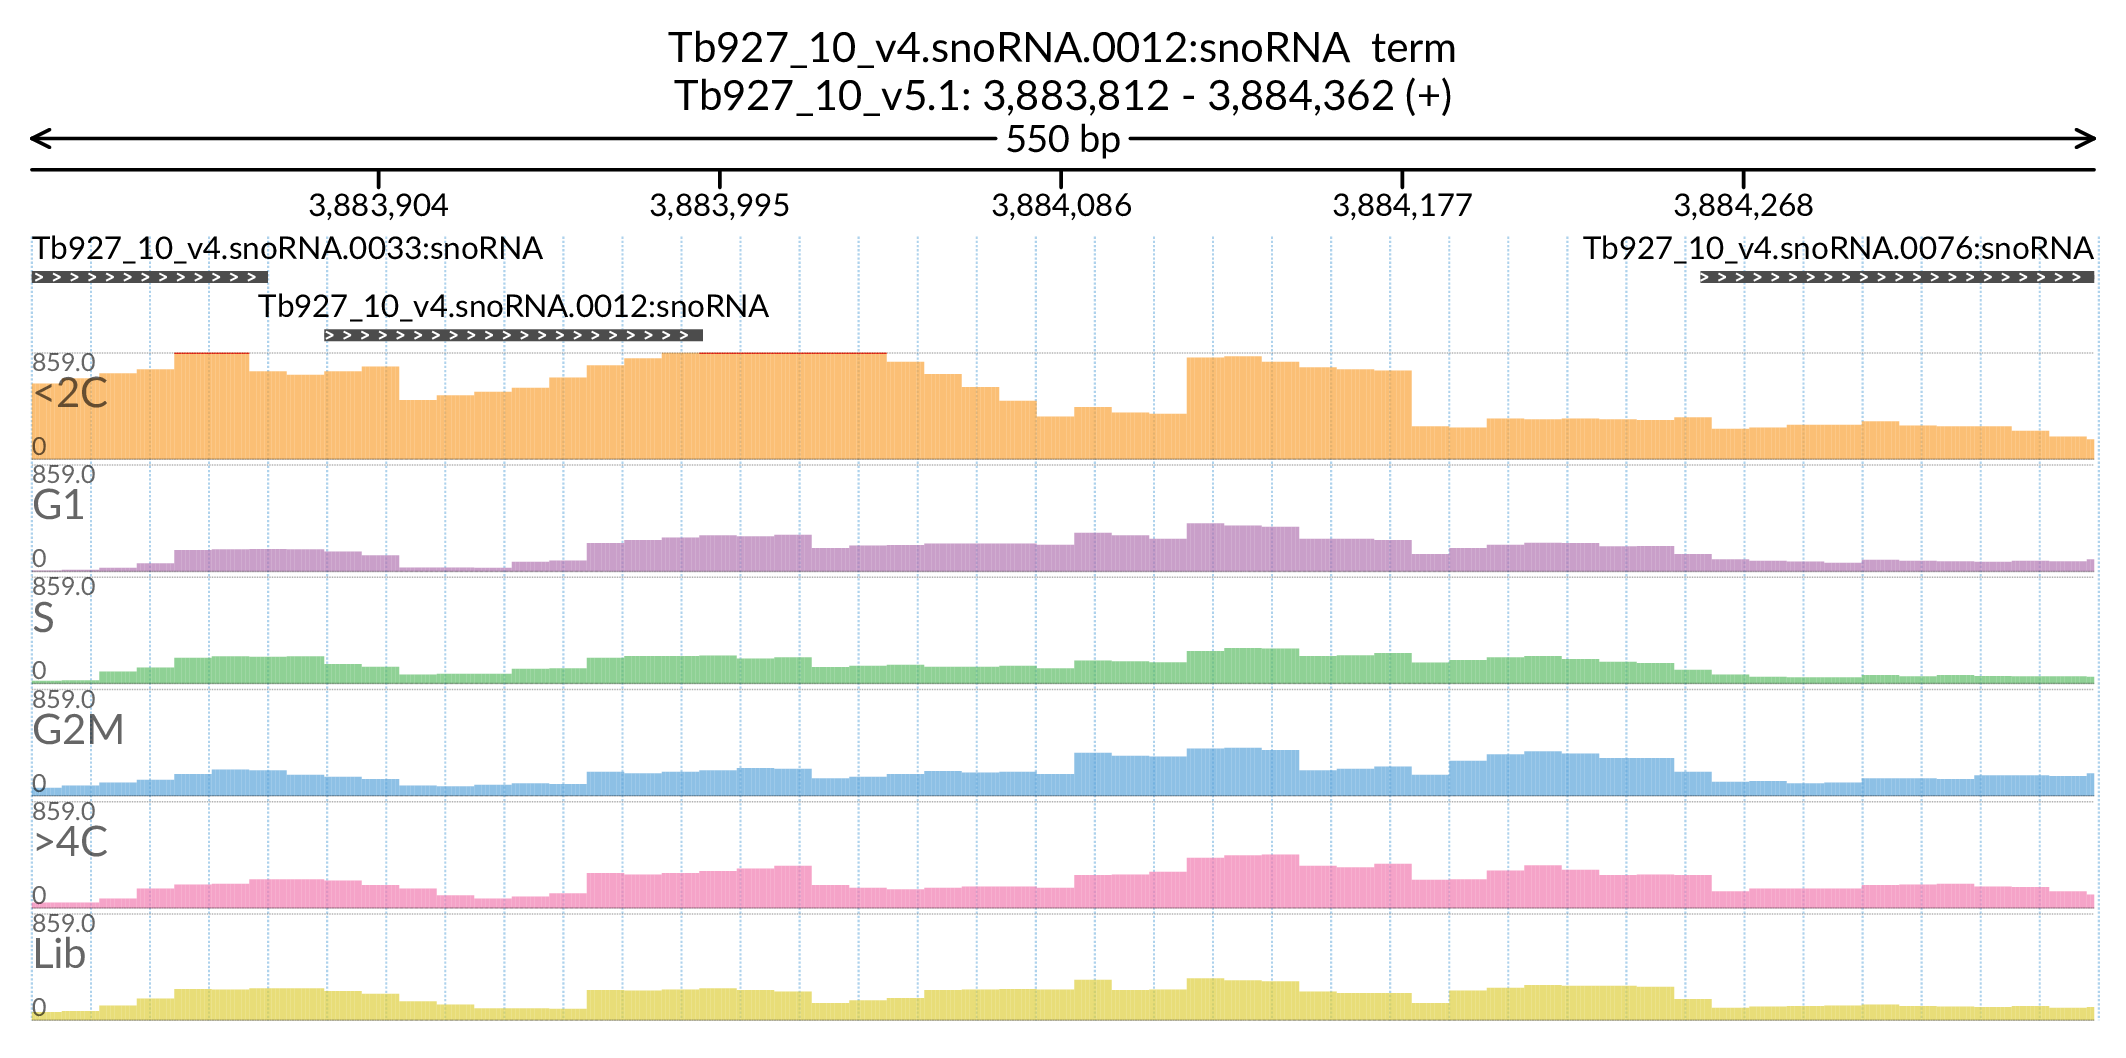 Tb927_10_v4.snoRNA.0012:snoRNA term
Tb927_10_v5.1: 3,883,812 - 3,884,362 (+)
550 bp
3,883,904 3,883,995 3,884,086 3,884,177 3,884,268
Tb927_10_v4.snoRNA.0033:snoRNA Tb927_10_v4.snoRNA.0076:snoRNA
Tb927_10_v4.snoRNA.0012:snoRNA
859.0
<2C
0
859.0
G1
0
859.0
S
0
859.0
G2M
0
859.0
>4C
0
859.0
Lib
0